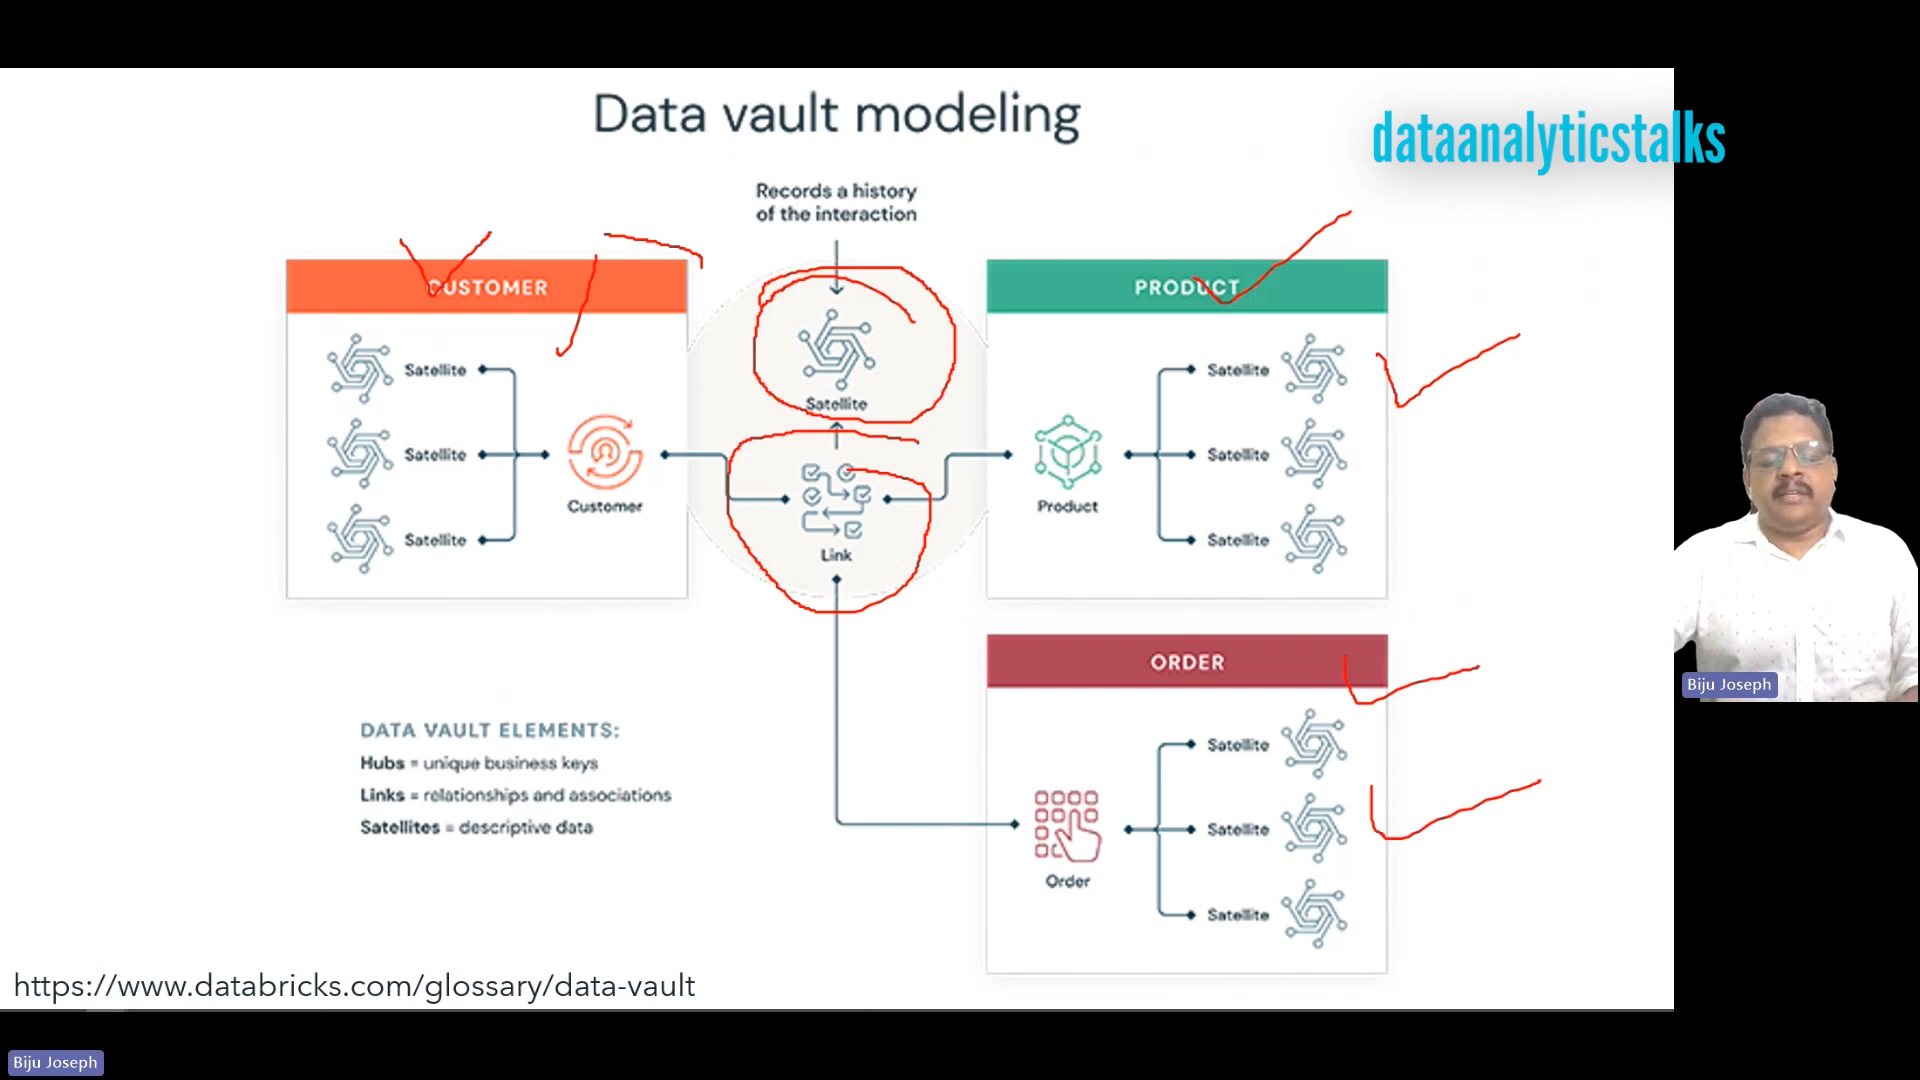 Data vault modeling
dataanalyticstalks
Records a history
of the interaction
CUSTOMER
Satellite
Satellite
Satellite
Customer
Satellite
Link
PRODUCT
Product
Satellite
Satellite
Satellite
ORDER
Order
Satellite
Satellite
Satellite
DATA VAULT ELEMENTS:
Hubs = unique business keys
Links = relationships and associations
Satellites = descriptive data
https://www.databricks.com/glossary/data-vault
Biju Joseph
Biju Joseph